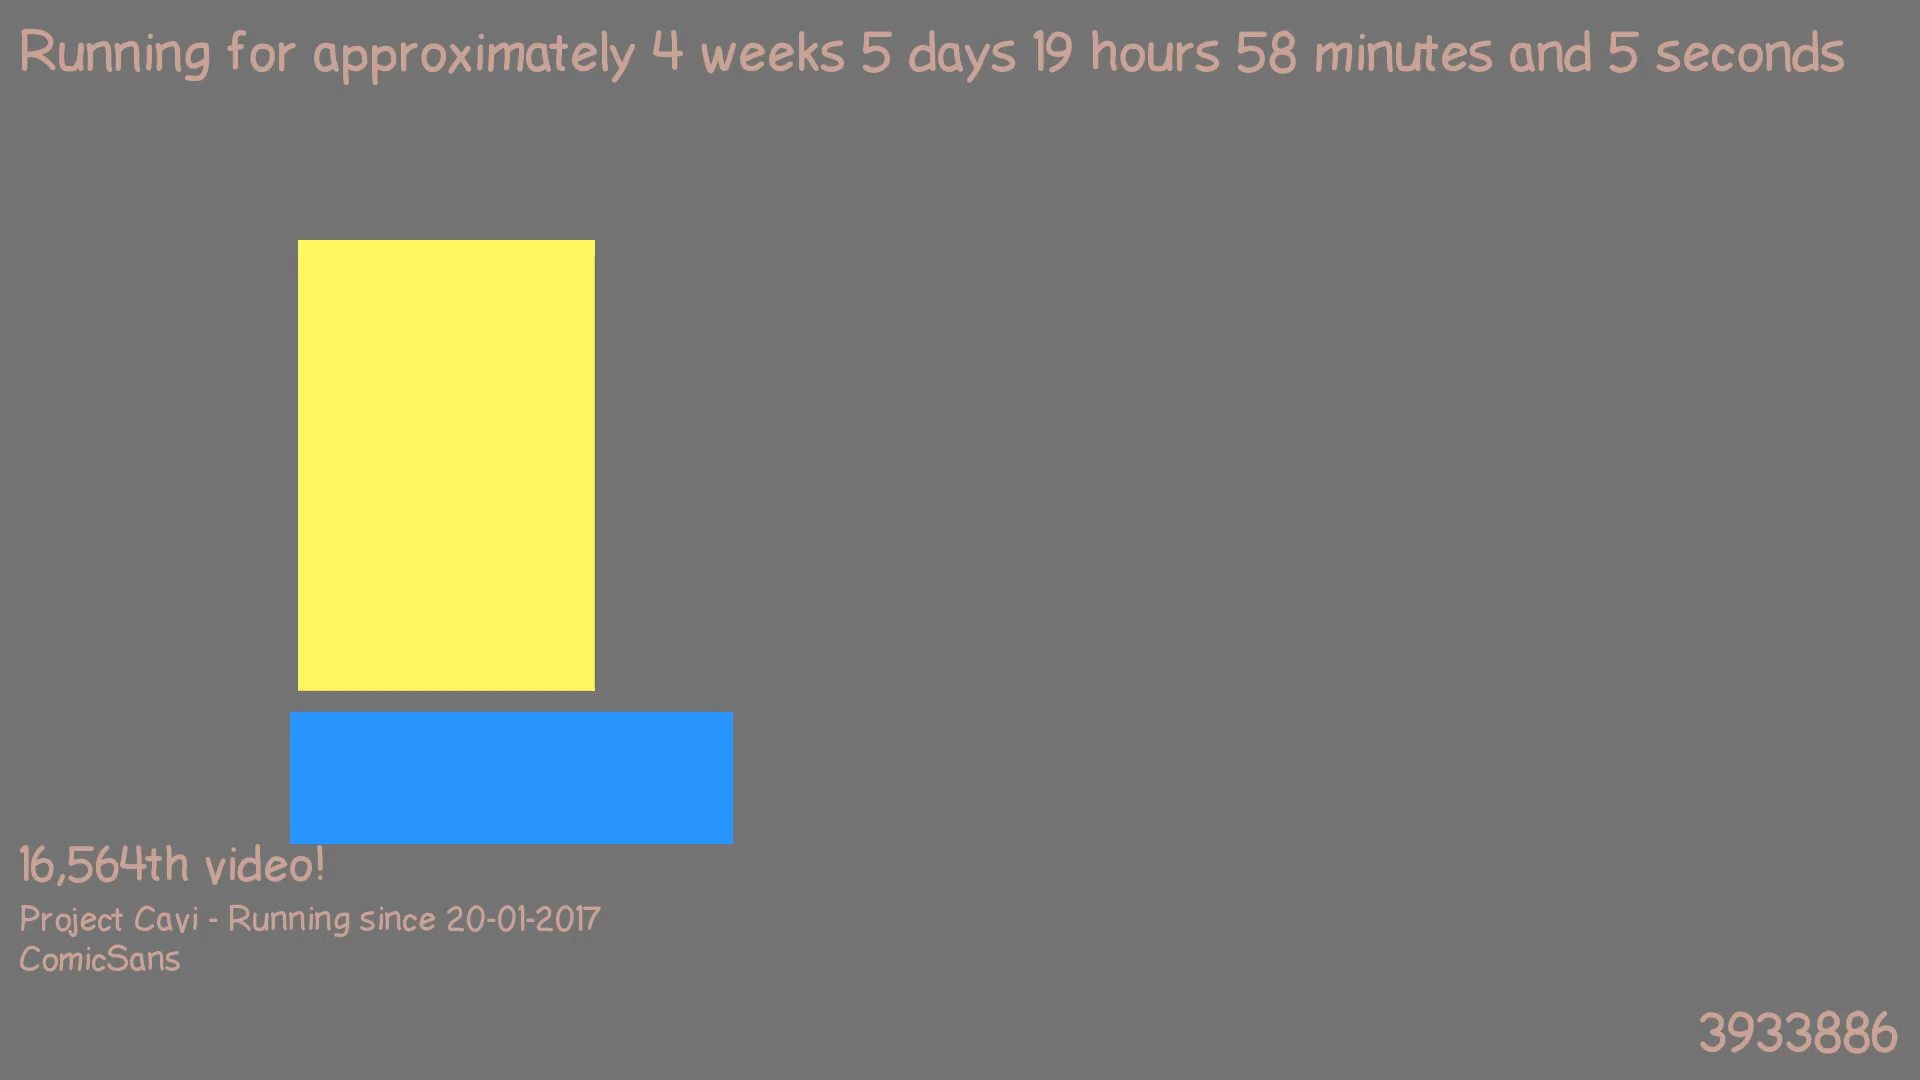 Running for approximately 4 weeks 5 days 19 hours 58 minutes and 5 seconds
16,564th video!
Project Cavi - Running since 20-01-2017
ComicSans
3933886